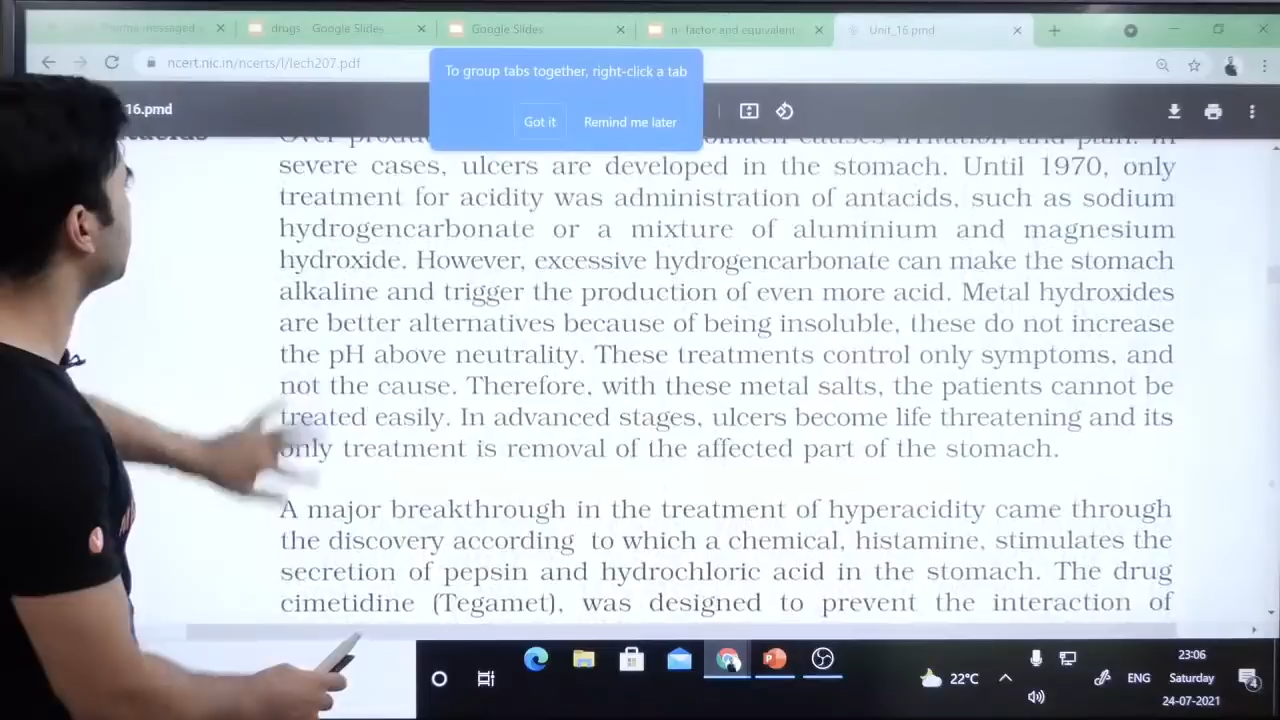 drugs Google Slides
Google Slides
n- factor and equivalent
Unit_16 pmd
ncert.nic.in/ncerts/l/lech207.pdf
To group tabs together, right-click a tab
Got it
Remind me later
16.pmd
severe cases, ulcers are developed in the stomach. Until 1970, only
treatment for acidity was administration of antacids, such as sodium
hydrogencarbonate or a mixture of aluminium and magnesium
hydroxide. However, excessive hydrogencarbonate can make the stomach
alkaline and trigger the production of even more acid. Metal hydroxides
are better alternatives because of being insoluble, these do not increase
the pH above neutrality. These treatments control only symptoms, and
not the cause. Therefore, with these metal salts, the patients cannot be
treated easily. In advanced stages, ulcers become life threatening and its
only treatment is removal of the affected part of the stomach.
A major breakthrough in the treatment of hyperacidity came through
the discovery according to which a chemical, histamine, stimulates the
secretion of pepsin and hydrochloric acid in the stomach. The drug
cimetidine (Tegamet), was designed to prevent the interaction of
22°C
ENG
23:06
Saturday
24-07-2021
4